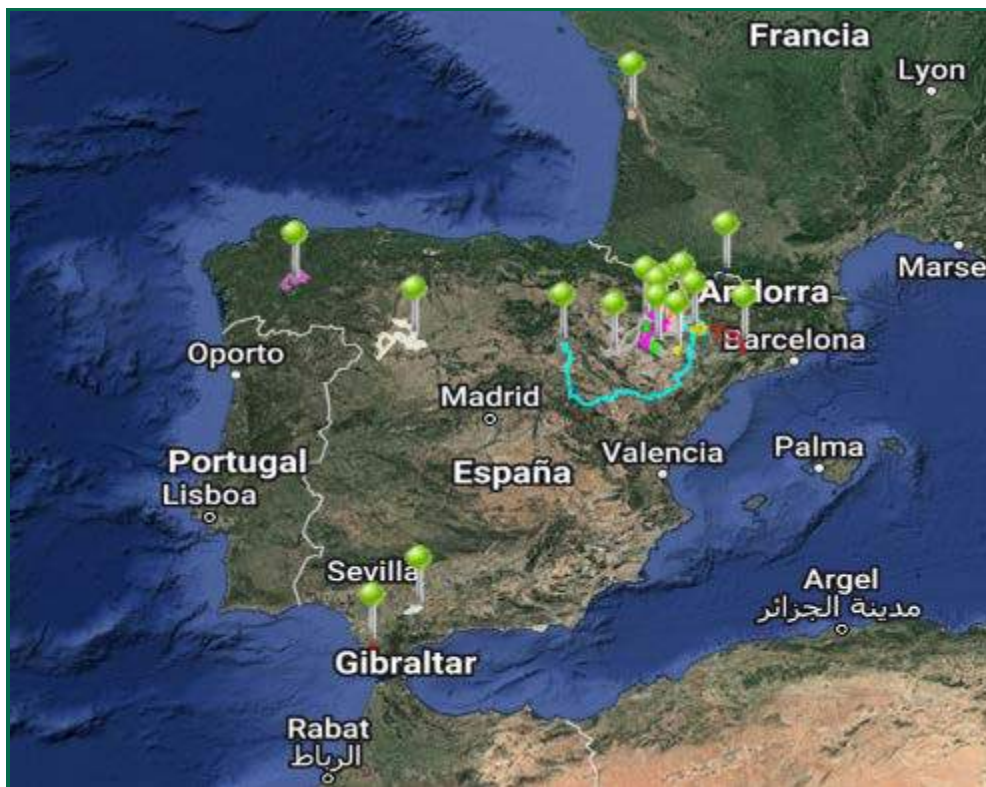 Francia
Lyon
Marse
Andorra
Barcelona
Oporto
Madrid
Portugal
España
Valencia
Palma
Lisboa
Sevilla
Argel
مدينة الجزائر
Gibraltar
Rabat
الرباط